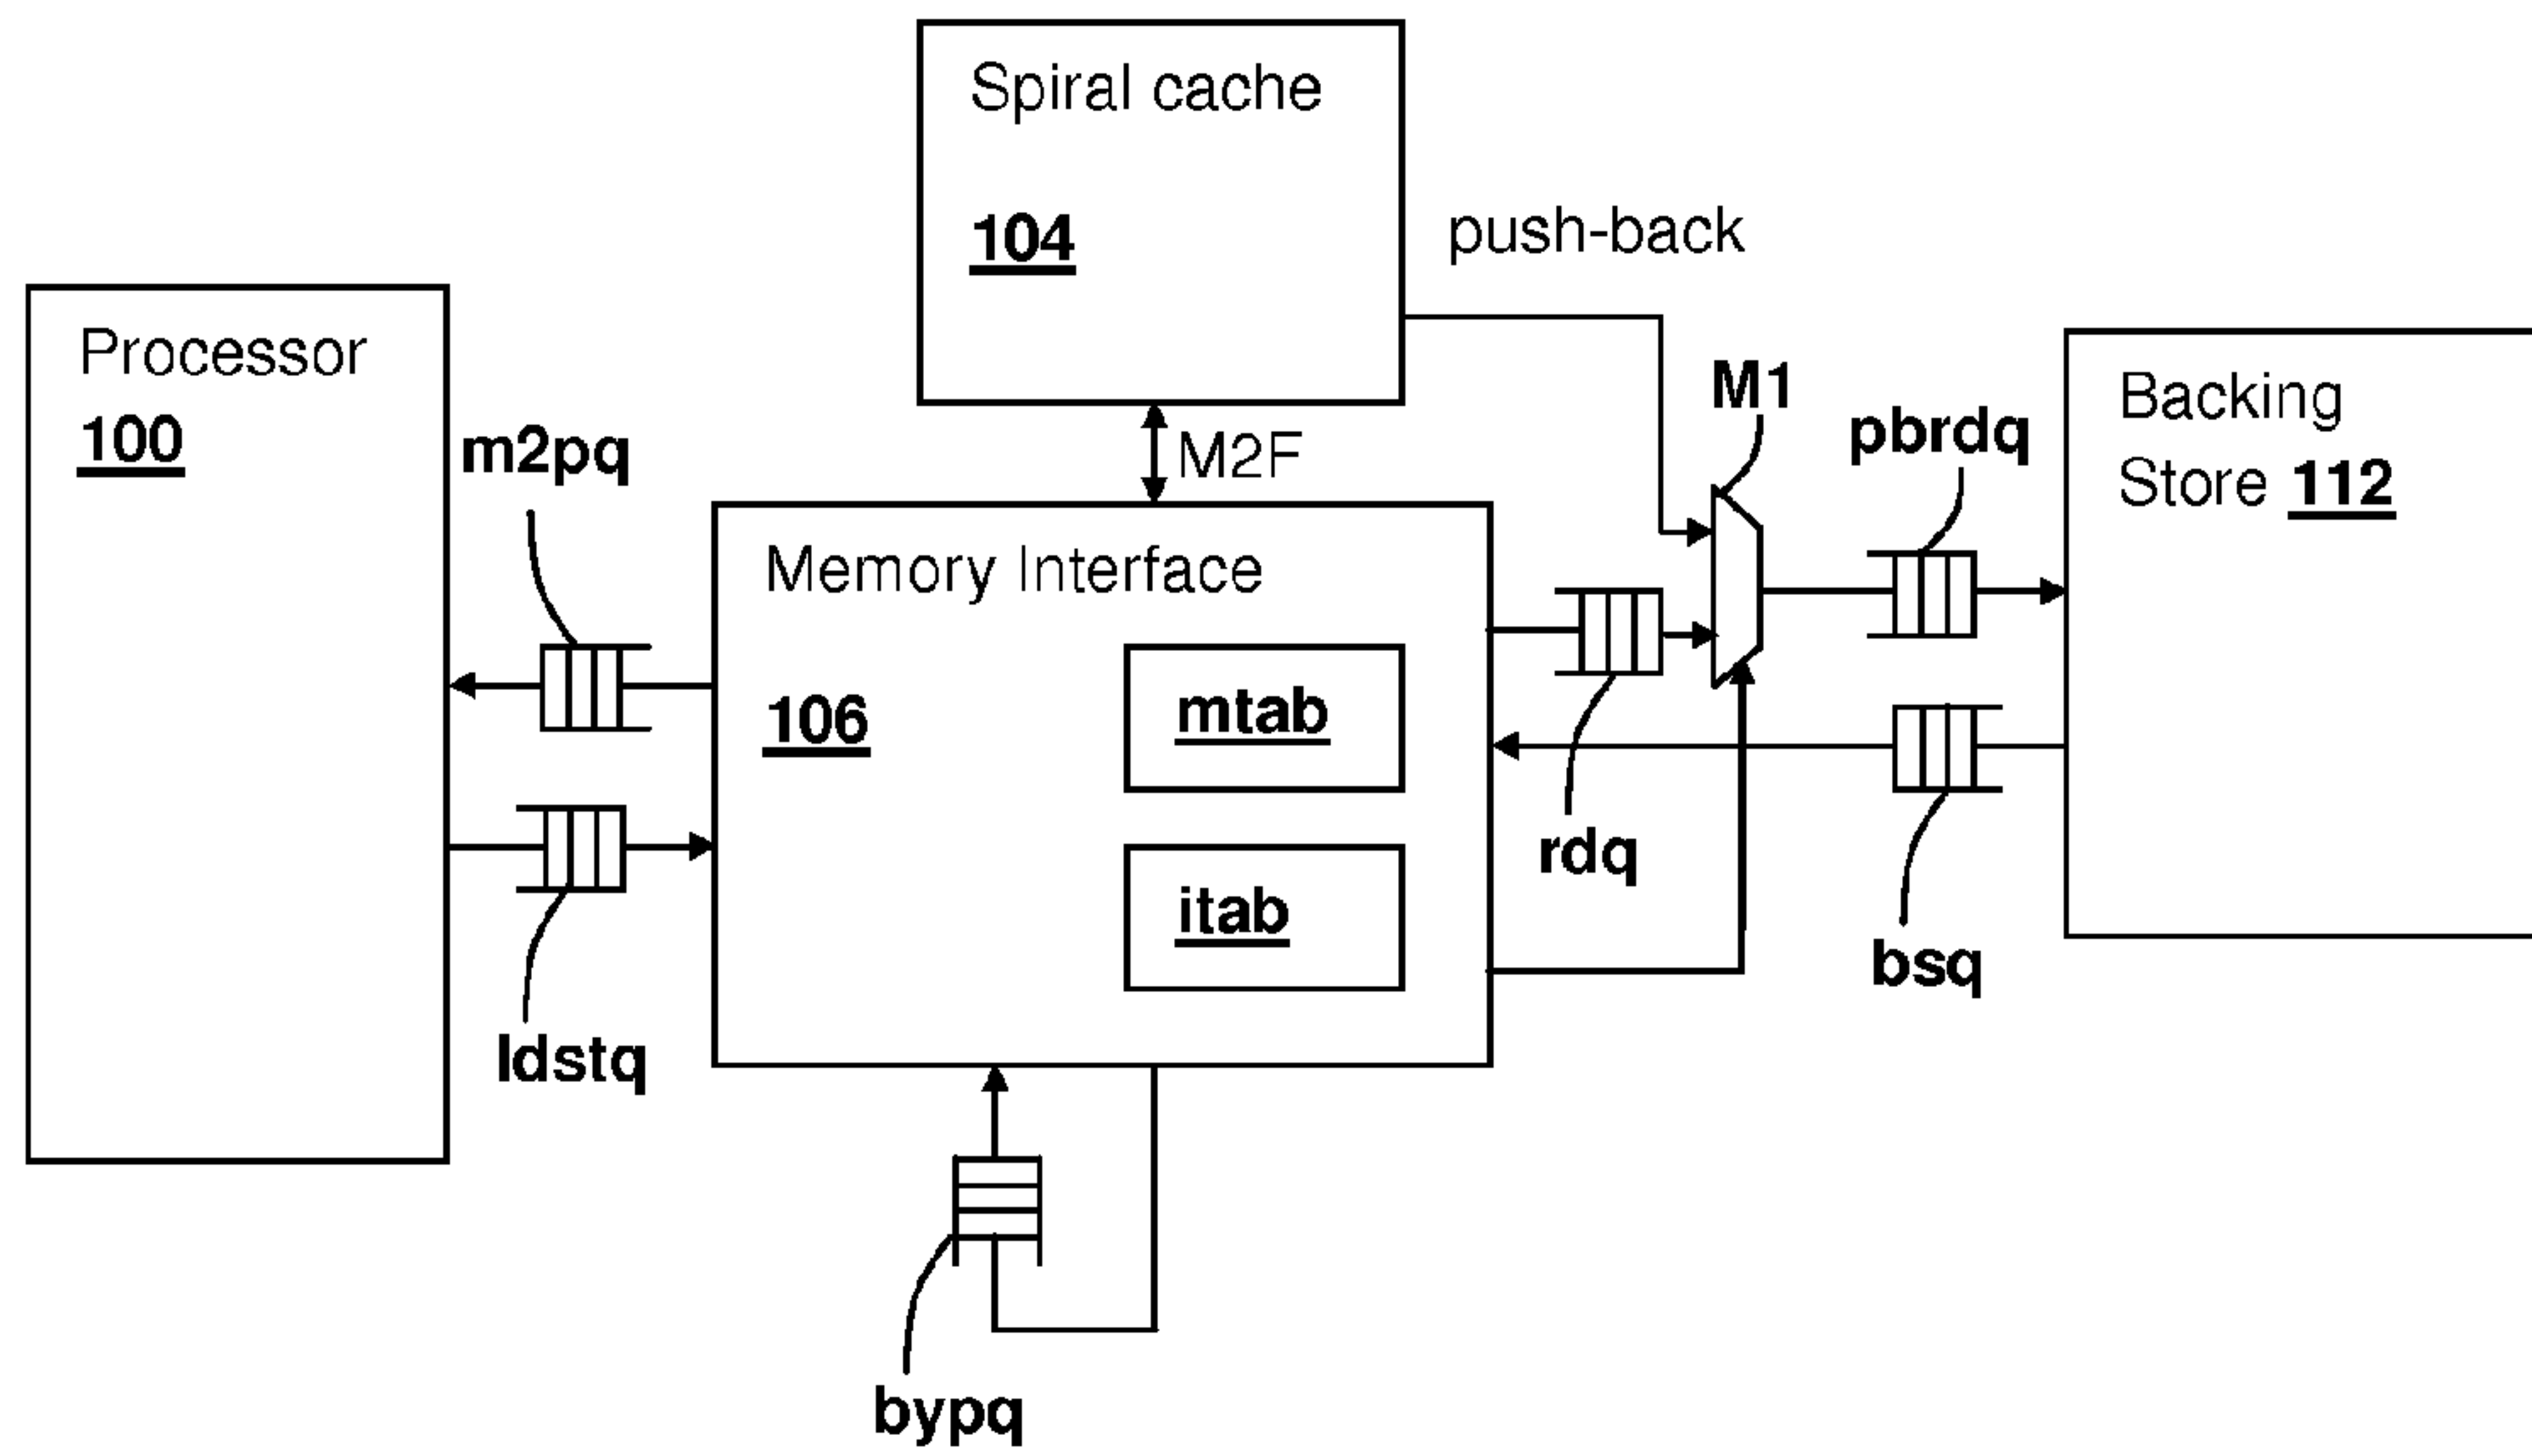 Spiral cache
104
push-back
Processor
100
m2pq
M2F
M1
pbrdq
Backing
Store 112
Memory Interface
106
mtab
itab
rdq
bsq
ldstq
bypq